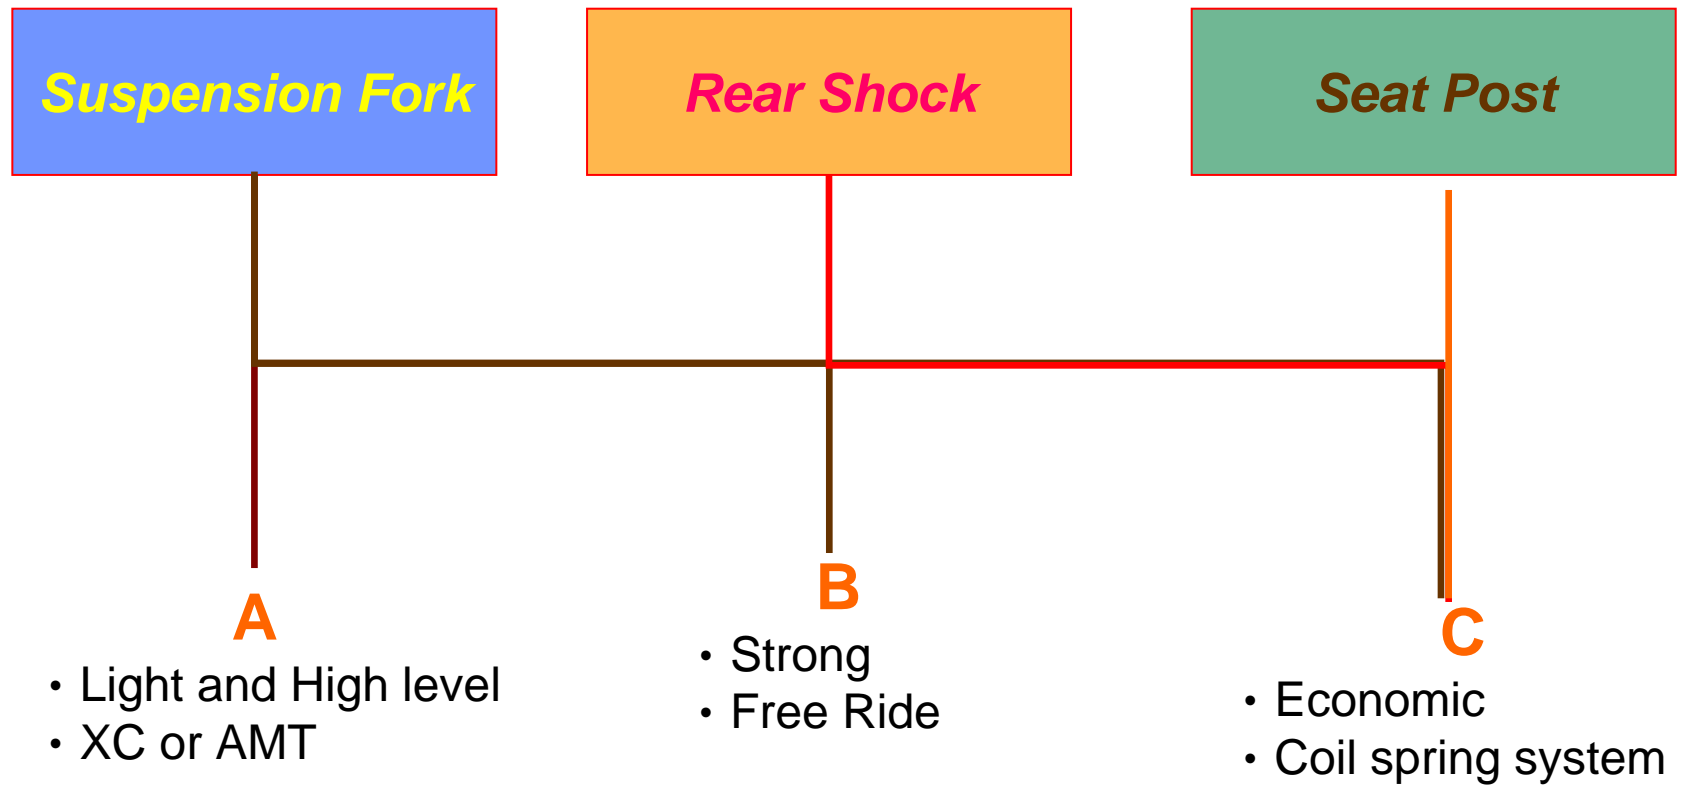 Suspension Fork
Rear Shock
Seat Post
A
・Light and High level
・XC or AMT
B
・Strong
・Free Ride
C
・Economic
・Coil spring system